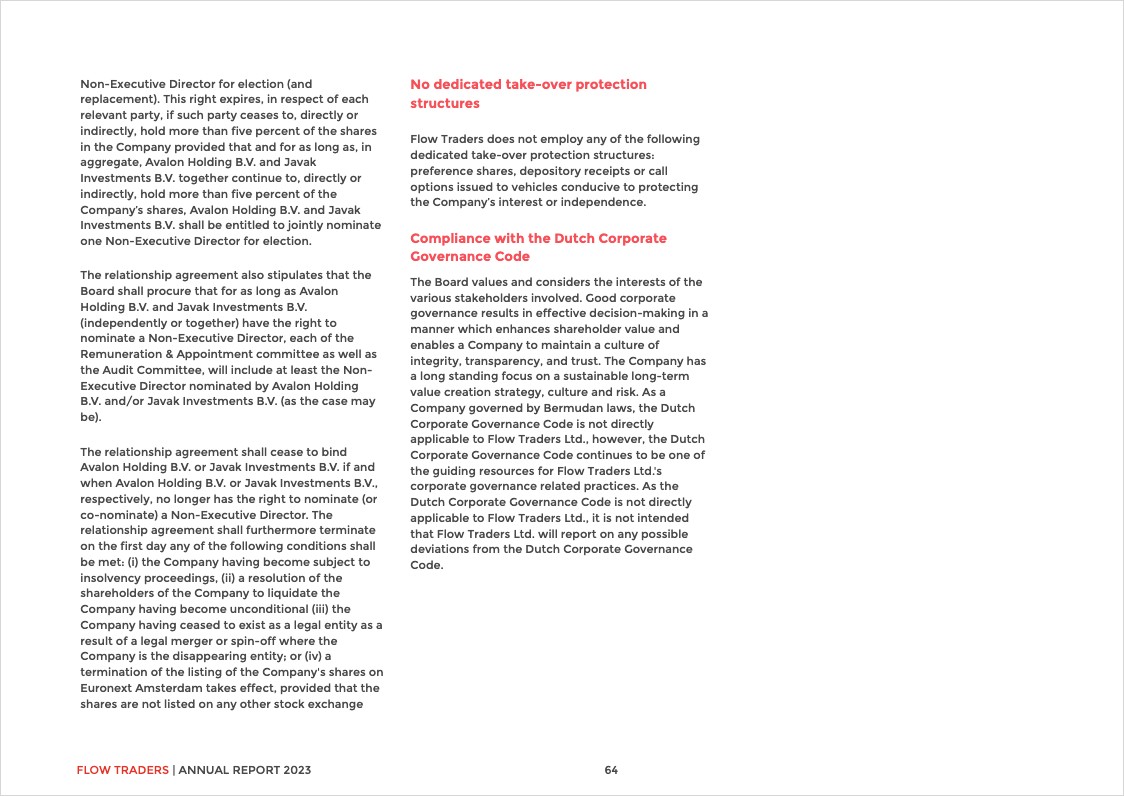 Non-Executive Director for election (and
replacement). This right expires, in respect of each
relevant party, if such party ceases to, directly or
indirectly, hold more than five percent of the shares
in the Company provided that and for as long as, in
aggregate, Avalon Holding B.V. and Javak
Investments B.V. together continue to, directly or
indirectly, hold more than five percent of the
Company's shares, Avalon Holding B.V. and Javak
Investments B.V. shall be entitled to jointly nominate
one Non-Executive Director for election.
The relationship agreement also stipulates that the
Board shall procure that for as long as Avalon
Holding B.V. and Javak Investments B.V.
(independently or together) have the right to
nominate a Non-Executive Director, each of the
Remuneration & Appointment committee as well as
the Audit Committee, will include at least the Non-
Executive Director nominated by Avalon Holding
B.V. and/or Javak Investments B.V. (as the case may
be).
The relationship agreement shall cease to bind
Avalon Holding B.V. or Javak Investments B.V. if and
when Avalon Holding B.V. or Javak Investments B.V.,
respectively, no longer has the right to nominate (or
co-nominate) a Non-Executive Director. The
relationship agreement shall furthermore terminate
on the first day any of the following conditions shall
be met: (i) the Company having become subject to
insolvency proceedings, (ii) a resolution of the
shareholders of the Company to liquidate the
Company having become unconditional (iii) the
Company having ceased to exist as a legal entity as a
result of a legal merger or spin-off where the
Company is the disappearing entity; or (iv) a
termination of the listing of the Company's shares on
Euronext Amsterdam takes effect, provided that the
shares are not listed on any other stock exchange
No dedicated take-over protection
structures
Flow Traders does not employ any of the following
dedicated take-over protection structures:
preference shares, depository receipts or call
options issued to vehicles conducive to protecting
the Company's interest or independence.
Compliance with the Dutch Corporate
Governance Code
The Board values and considers the interests of the
various stakeholders involved. Good corporate
governance results in effective decision-making in a
manner which enhances shareholder value and
enables a Company to maintain a culture of
integrity, transparency, and trust. The Company has
a long standing focus on a sustainable long-term
value creation strategy, culture and risk. As a
Company governed by Bermudan laws, the Dutch
Corporate Governance Code is not directly
applicable to Flow Traders Ltd., however, the Dutch
Corporate Governance Code continues to be one of
the guiding resources for Flow Traders Ltd.'s
corporate governance related practices. As the
Dutch Corporate Governance Code is not directly
applicable to Flow Traders Ltd., it is not intended
that Flow Traders Ltd. will report on any possible
deviations from the Dutch Corporate Governance
Code.
FLOW TRADERS | ANNUAL REPORT 2023
64